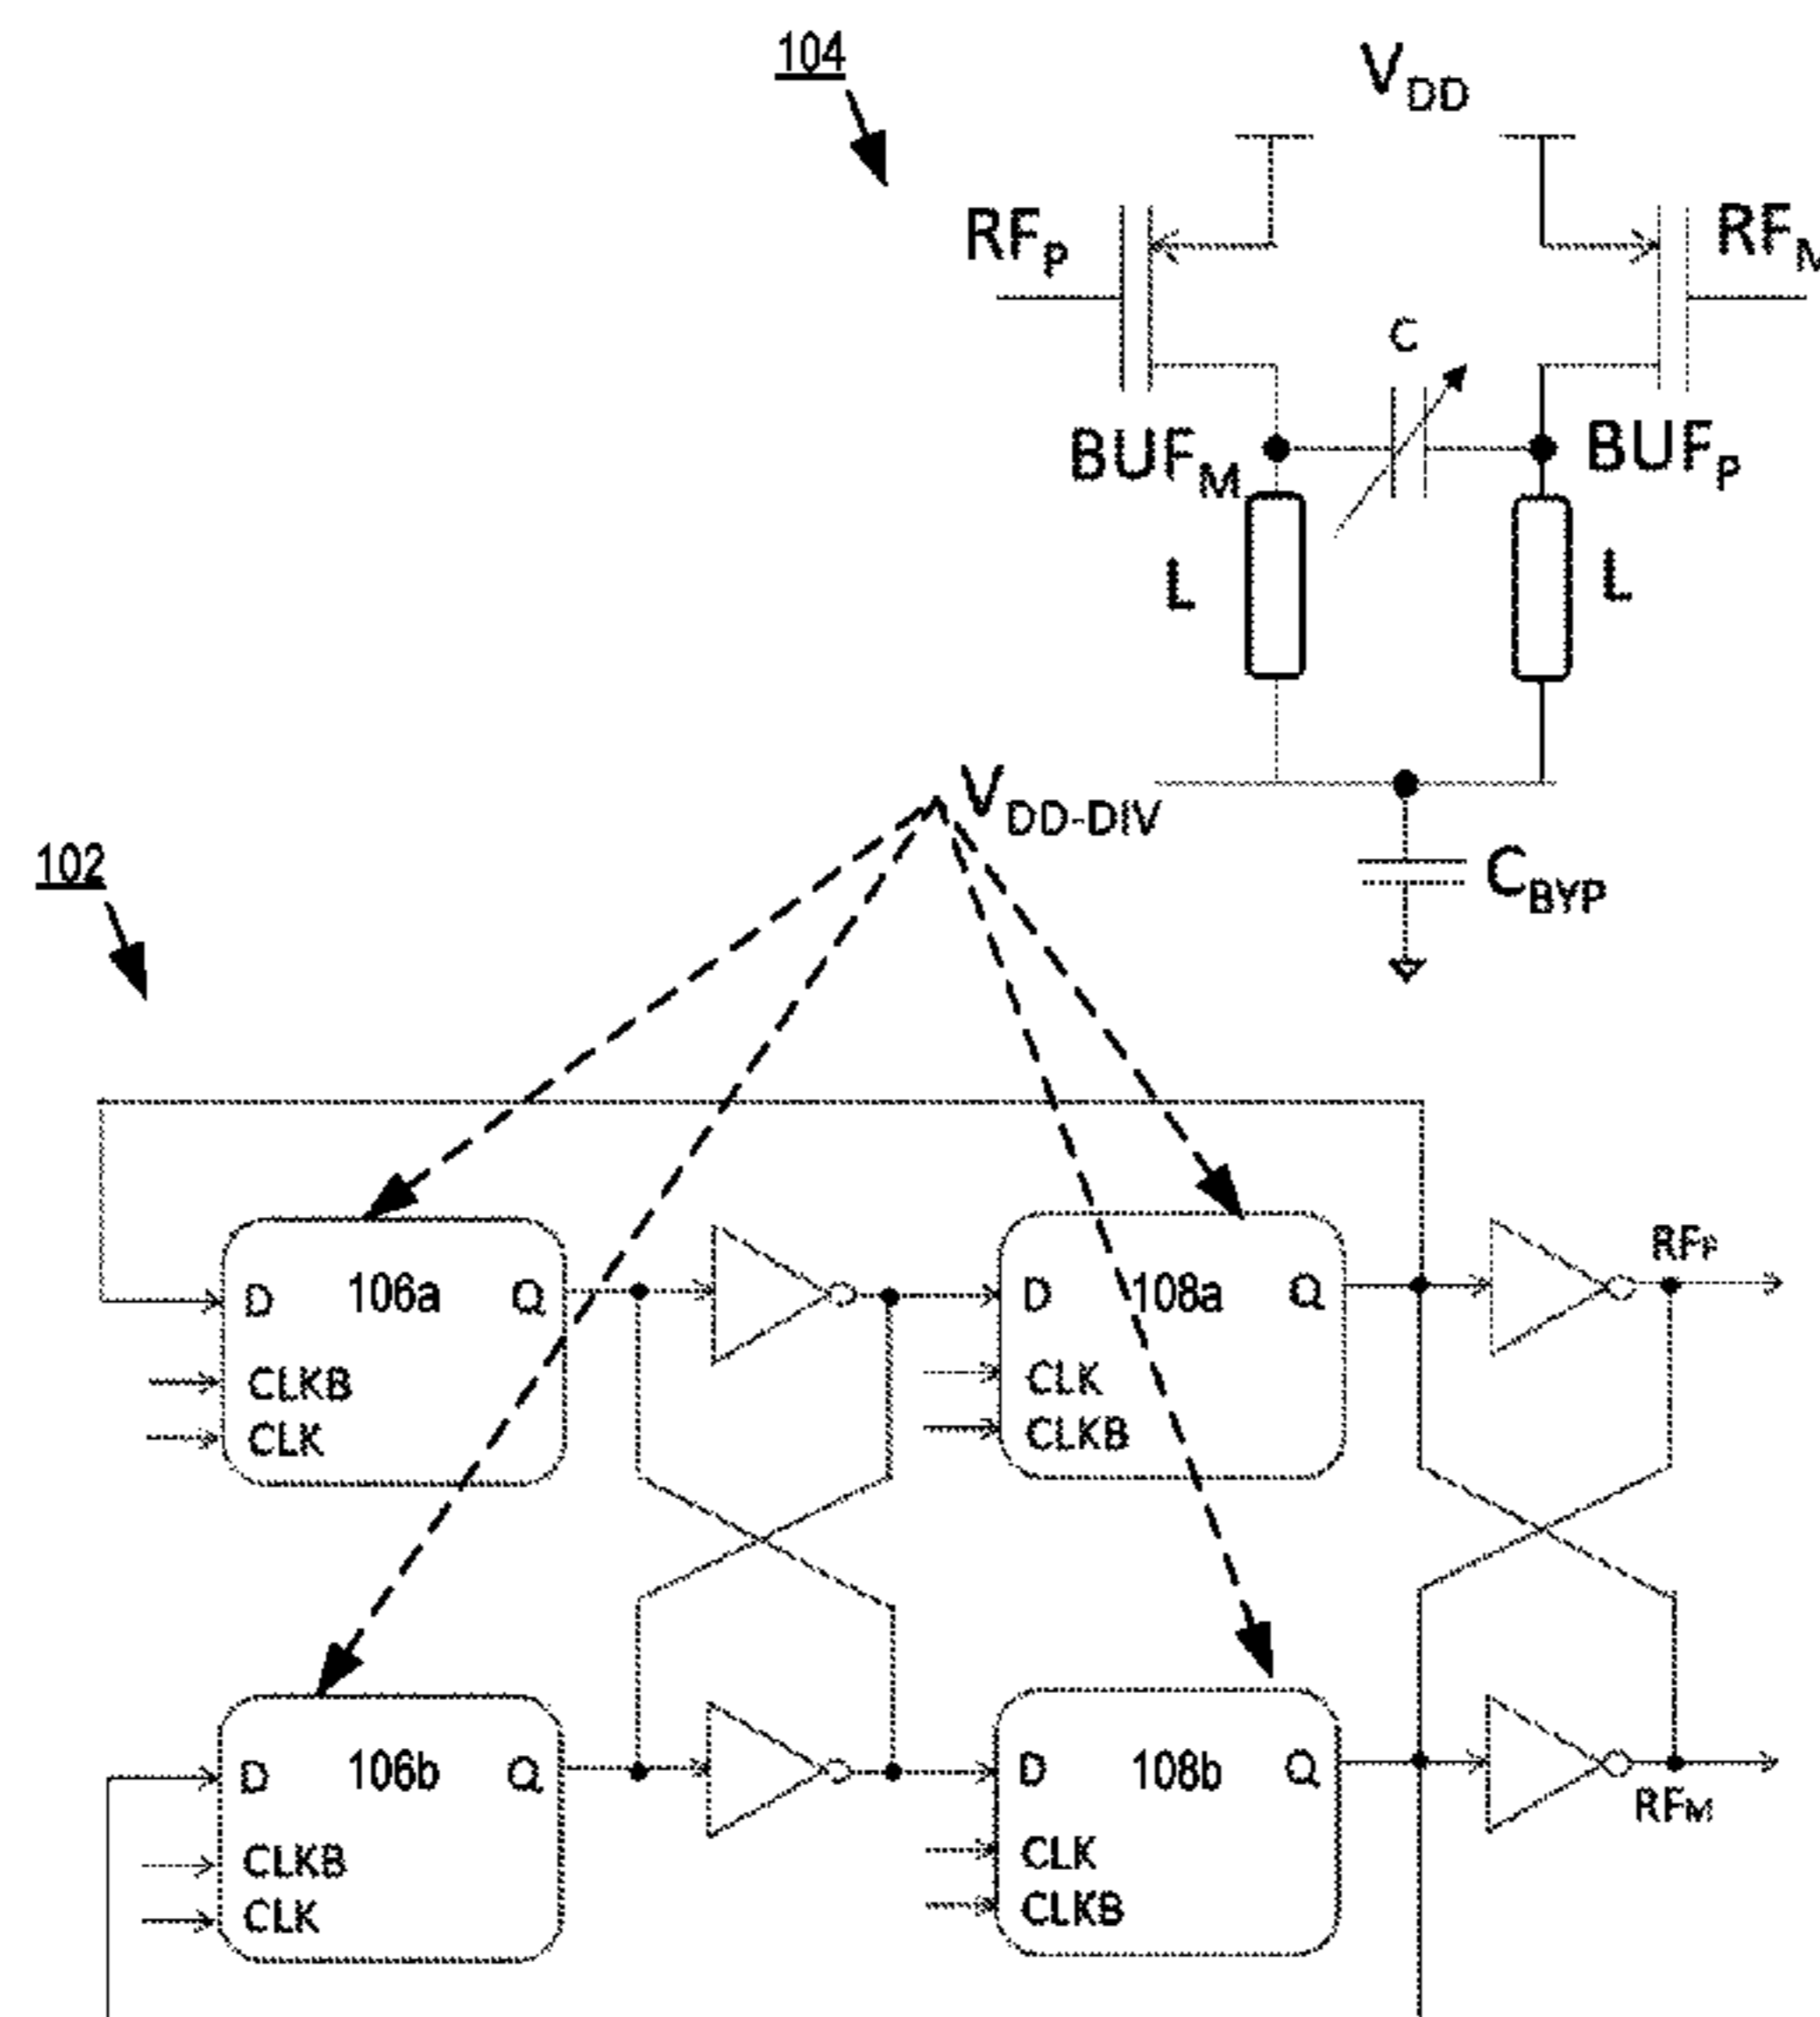 104
VDD
RFP
RFM
C
BUFM
BUFP
L
L
VDD-DIV
CBYP
102
D 106a Q
CLKB
CLK
D 108a Q
CLK
CLKB
RFP
D 106b Q
CLKB
CLK
D 108b Q
CLK
CLKB
RFM